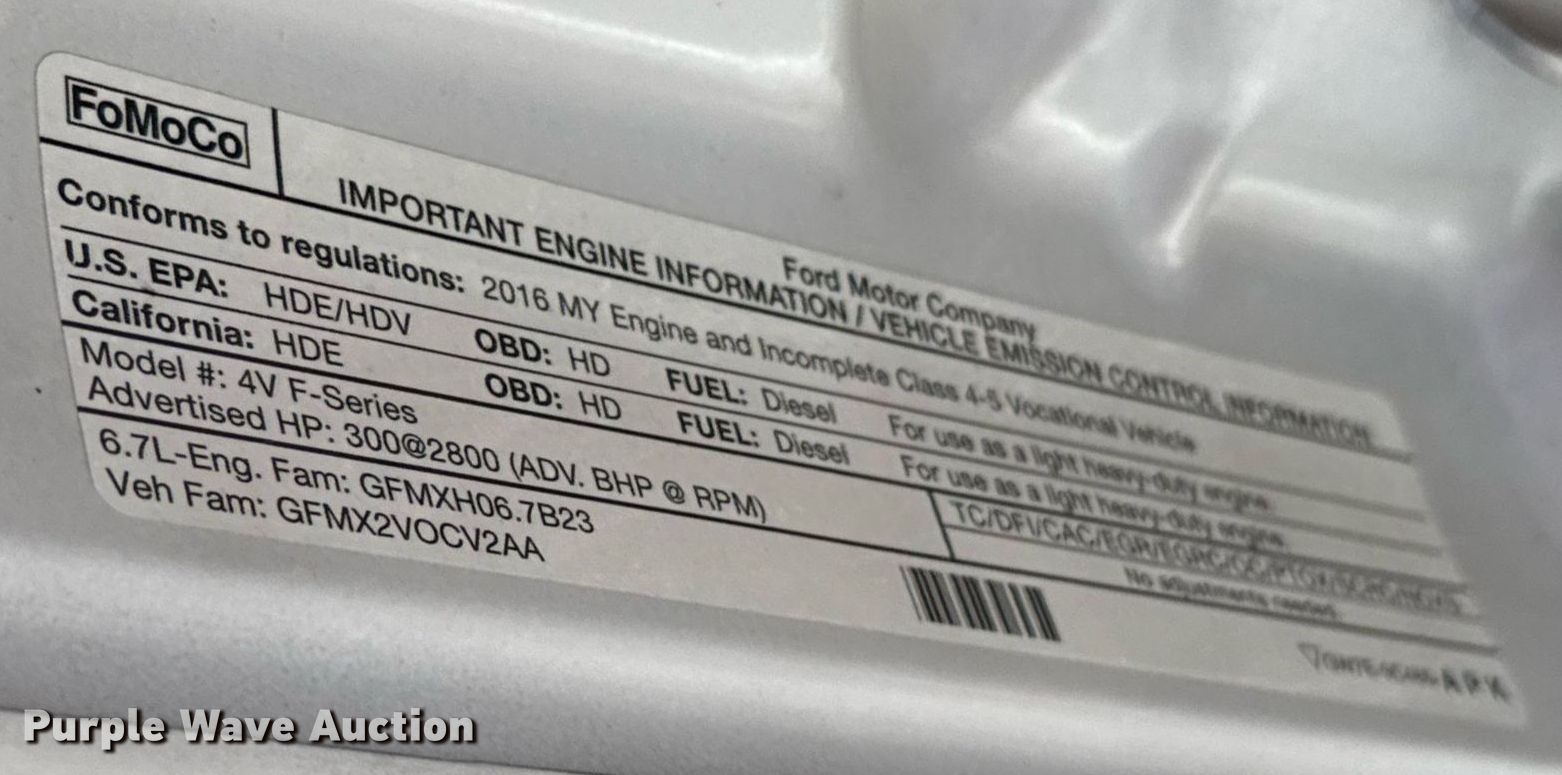 FoMoCo
Ford Motor Company
IMPORTANT ENGINE INFORMATION / VEHICLE EMISSION CONTROL INFORMATION
Conforms to regulations: 2016 MY Engine and Incomplete Class 4-5 Vocational Vehicle
U.S. EPA: HDE/HDV OBD: HD FUEL: Diesel For use as a light heavy-duty engine.
California: HDE OBD: HD FUEL: Diesel For use as a light heavy-duty engine.
Model #: 4V F-Series
Advertised HP: 300@2800 (ADV. BHP @ RPM)
No adjustments needed.
6.7L-Eng. Fam: GFMXH06.7B23
Veh Fam: GFMX2VOCV2AA
Purple Wave Auction